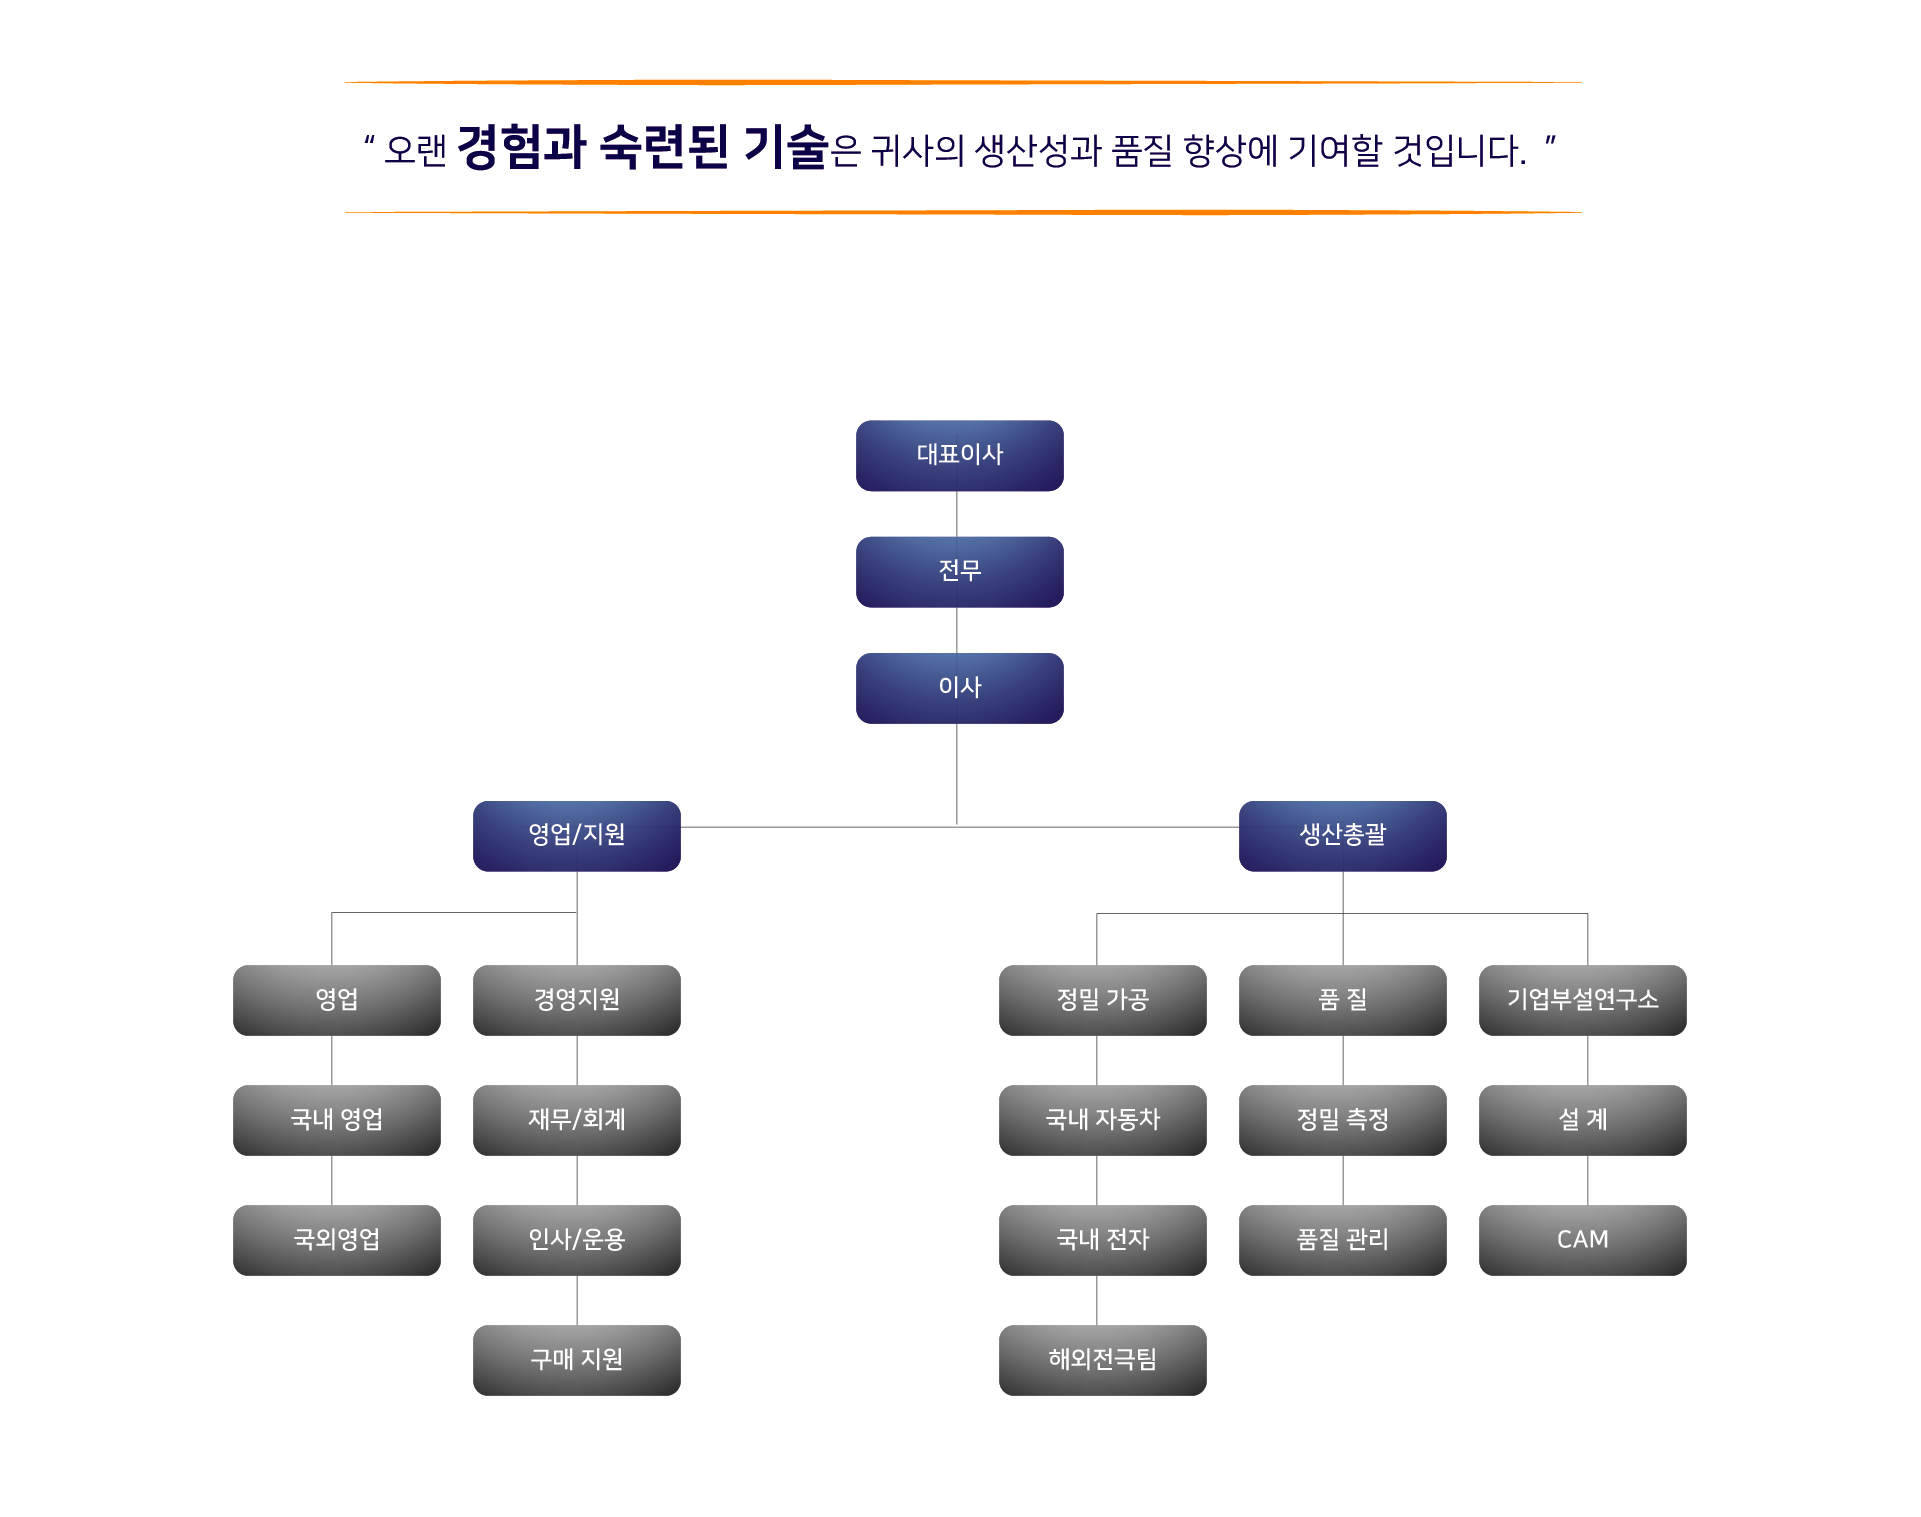 “ 오랜 경험과 숙련된 기술은 귀사의 생산성과 품질 향상에 기여할 것입니다. ”
대표이사
전무
이사
영업/지원
생산총괄
영업
경영지원
정밀 가공
품 질
기업부설연구소
국내 영업
재무/회계
국내 자동차
정밀 측정
설 계
국외영업
인사/운용
국내 전자
품질 관리
CAM
구매 지원
해외전극팀